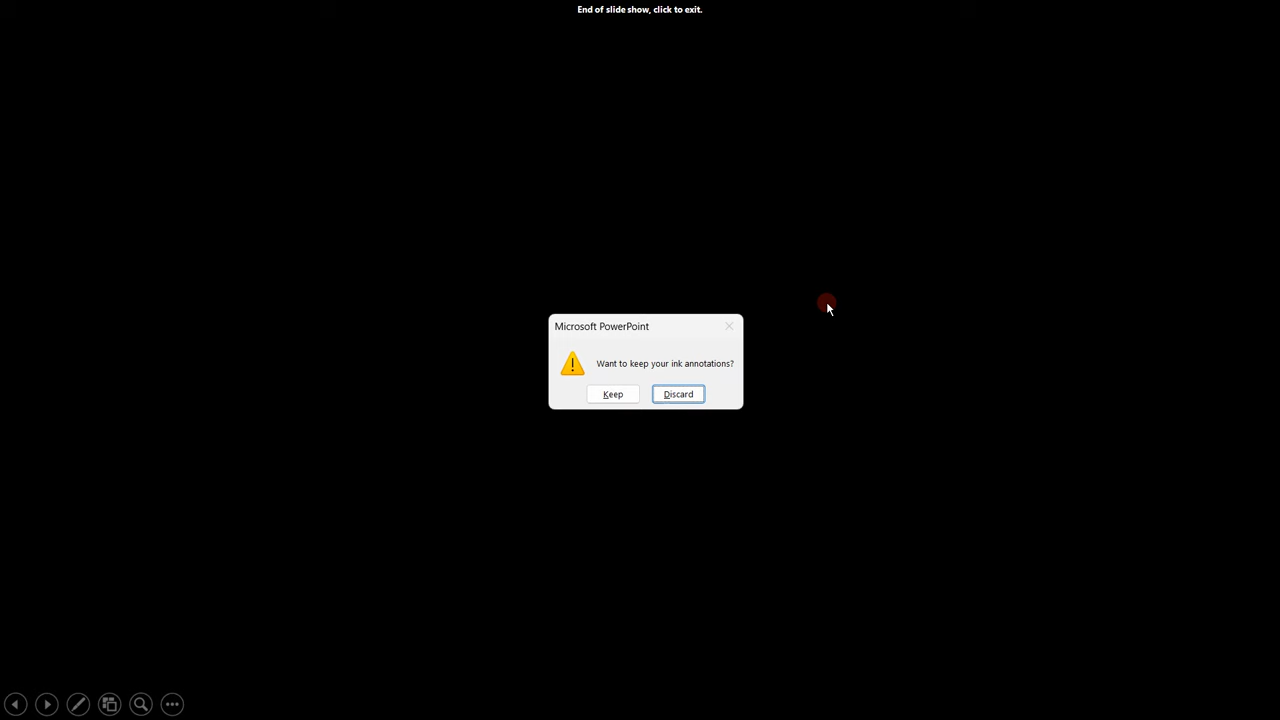 End of slide show, click to exit.
Microsoft PowerPoint
Want to keep your ink annotations?
Keep
Discard